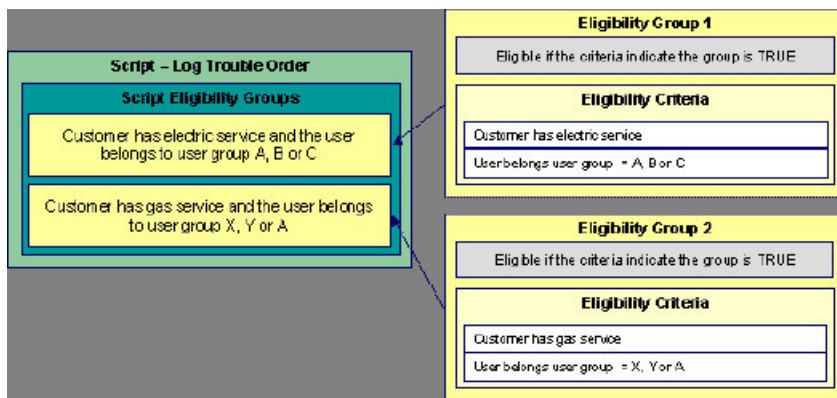 Script – Log Trouble Order
Script Eligibility Groups
Customer has electric service and the user
belongs to user group A, B or C
Customer has gas service and the user belongs
to user group X, Y or A
Eligibility Group 1
Eligible if the criteria indicate the group is TRUE
Eligibility Criteria
Customer has electric service
User belongs user group = A, B or C
Eligibility Group 2
Eligible if the criteria indicate the group is TRUE
Eligibility Criteria
Customer has gas service
User belongs user group = X, Y or A